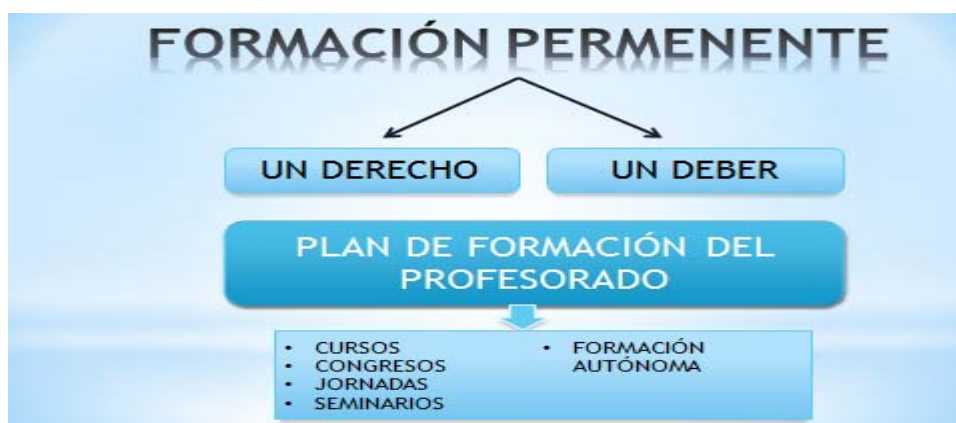 FORMACIÓN PERMENENTE
UN DERECHO
UN DEBER
PLAN DE FORMACIÓN DEL
PROFESORADO
• CURSOS
• CONGRESOS
• JORNADAS
• SEMINARIOS
• FORMACIÓN
AUTÓNOMA